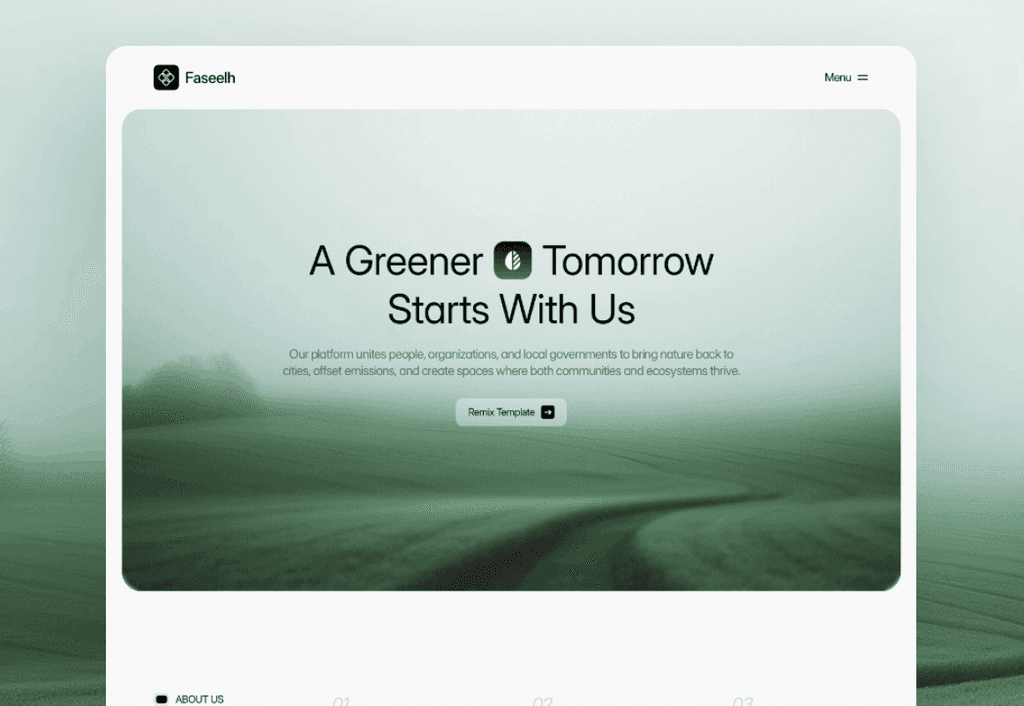 Faseelh
Menu
A Greener Tomorrow
Starts With Us
Our platform unites people, organizations, and local governments to bring nature back to
cities, offset emissions, and create spaces where both communities and ecosystems thrive.
Remix Template
ABOUT US
01
02
03